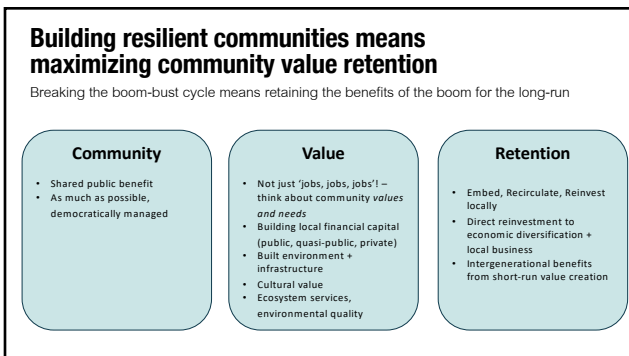 Building resilient communities means
maximizing community value retention
Breaking the boom-bust cycle means retaining the benefits of the boom for the long-run
Community
• Shared public benefit
• As much as possible,
democratically managed
Value
• Not just 'jobs, jobs, jobs'! –
think about community values
and needs
• Building local financial capital
(public, quasi-public, private)
• Built environment +
infrastructure
• Cultural value
• Ecosystem services,
environmental quality
Retention
• Embed, Recirculate, Reinvest
locally
• Direct reinvestment to
economic diversification +
local business
• Intergenerational benefits
from short-run value creation